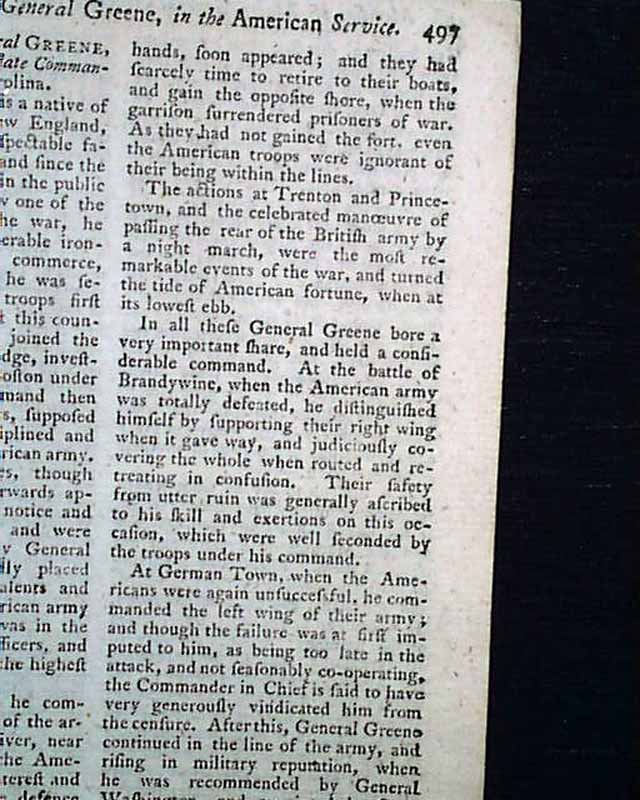 General Greene, in the American Service. 497
ral GREENE,
late Comman-
rolina.
is a native of
ew England,
spectable fa-
and since the
in the public
w one of the
he war, he
erable iron-
commerce,
he was se-
troops first
t this coun-
joined the
dge, invest-
oston under
mand then
s, supposed
iplined and
rican army.
es, though
rwards ap-
notice and
and were
y General
lly placed
alents and
rican army
was in the
fficers, and
the highest
he com-
of the ar-
iver, near
he Ame-
terest and
defence
hands, soon appeared; and they had
scarcely time to retire to their boats,
and gain the opposite shore, when the
garrison surrendered prisoners of war.
As they had not gained the fort, even
the American troops were ignorant of
their being within the lines.
The actions at Trenton and Prince-
town, and the celebrated manœuvre of
passing the rear of the British army by
a night march, were the most re-
markable events of the war, and turned
the tide of American fortune, when at
its lowest ebb.
In all these General Greene bore a
very important share, and held a consi-
derable command. At the battle of
Brandywine, when the American army
was totally defeated, he distinguished
himself by supporting their right wing
when it gave way, and judiciously co-
vering the whole when routed and re-
treating in confusion. Their safety
from utter ruin was generally ascribed
to his skill and exertions on this oc-
casion, which were well seconded by
the troops under his command.
At German Town, when the Ame-
ricans were again unsuccessful, he com-
manded the left wing of their army;
and though the failure was at first im-
puted to him, as being too late in the
attack, and not seasonably co-operating,
the Commander in Chief is said to have
very generously vindicated him from
the censure. After this, General Greene
continued in the line of the army, and
rising in military reputation, when
he was recommended by General
Washington, and